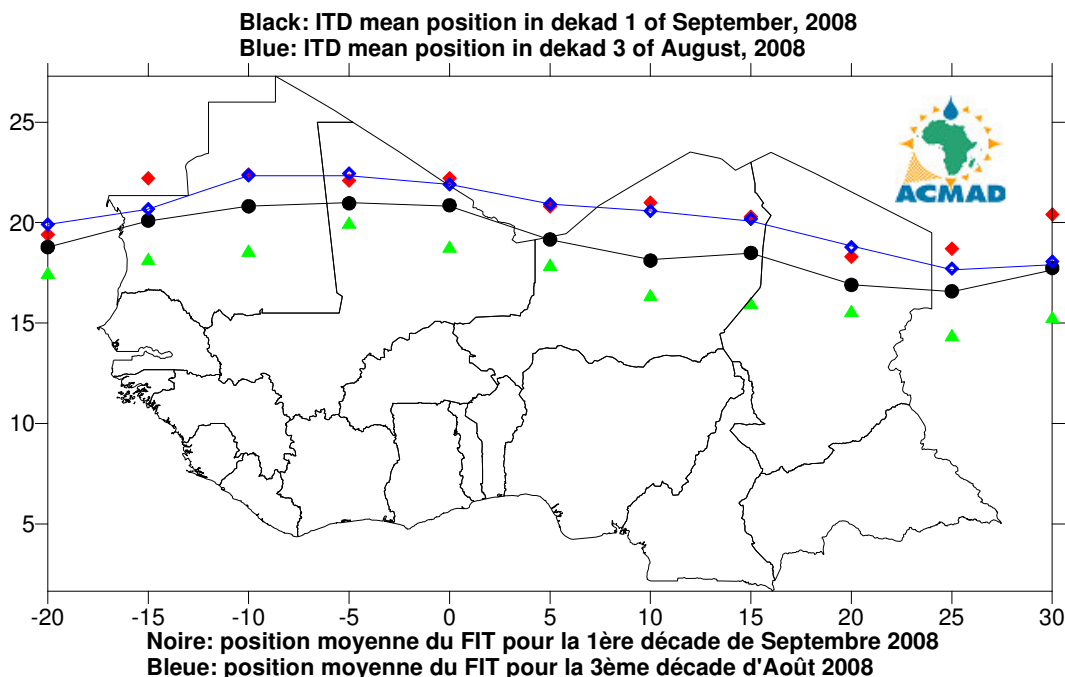 Black: ITD mean position in dekad 1 of September, 2008
Blue: ITD mean position in dekad 3 of August, 2008
25
20
15
10
5
ACMAD
-20 -15 -10 -5 0 5 10 15 20 25 30
Noire: position moyenne du FIT pour la 1ère décade de Septembre 2008
Bleue: position moyenne du FIT pour la 3ème décade d'Août 2008